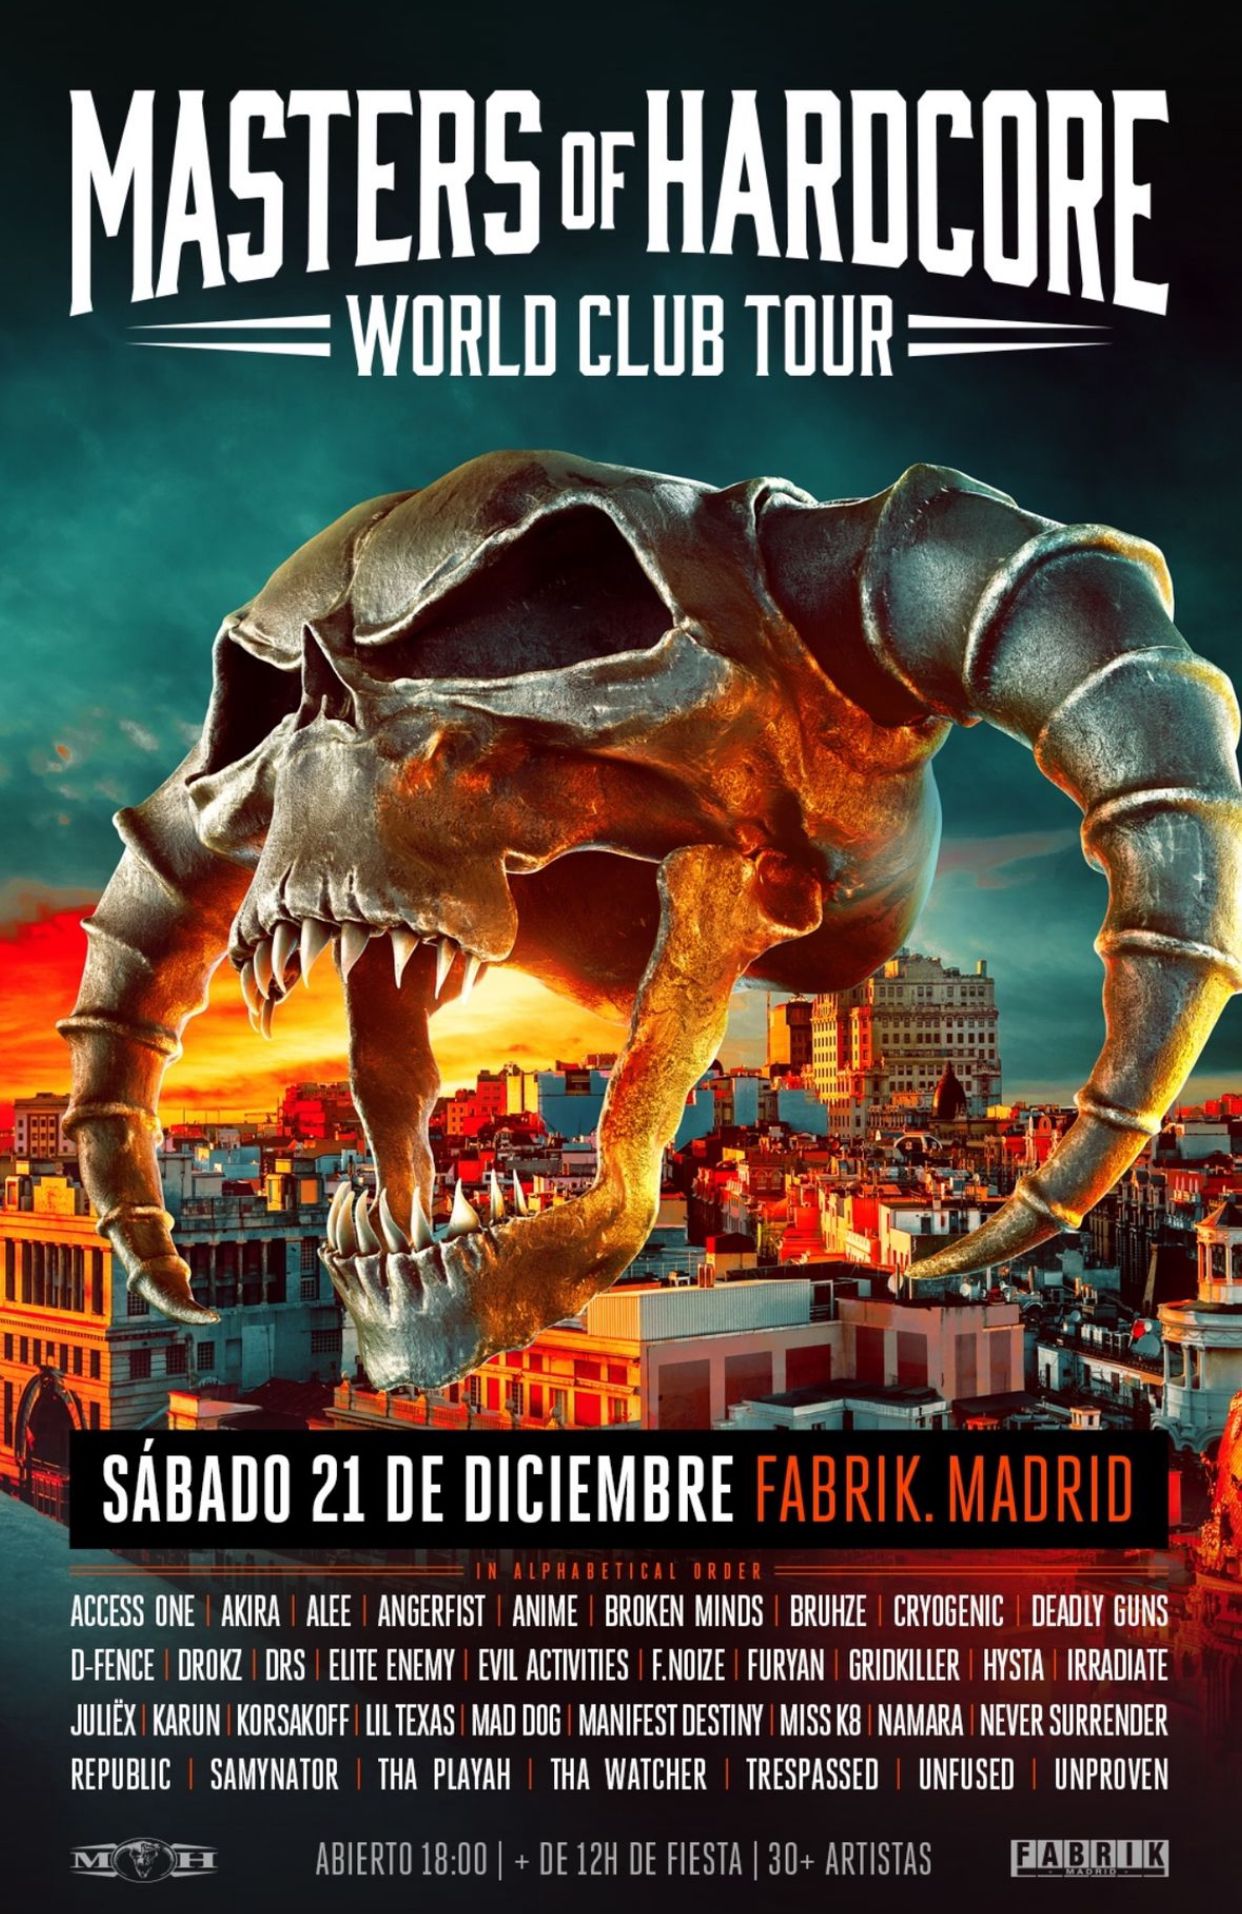 MASTERS OF HARDCORE
WORLD CLUB TOUR
SÁBADO 21 DE DICIEMBRE FABRIK. MADRID
IN ALPHABETICAL ORDER
ACCESS ONE | AKIRA | ALEE | ANGERFIST | ANIME | BROKEN MINDS | BRUHZE | CRYOGENIC | DEADLY GUNS
D-FENCE | DROKZ | DRS | ELITE ENEMY | EVIL ACTIVITIES | F.NOIZE | FURYAN | GRIDKILLER | HYSTA | IRRADIATE
JULIËX | KARUN | KORSAKOFF | LIL TEXAS | MAD DOG | MANIFEST DESTINY | MISS K8 | NAMARA | NEVER SURRENDER
REPUBLIC | SAMYNATOR | THA PLAYAH | THA WATCHER | TRESPASSED | UNFUSED | UNPROVEN
MOH
ABIERTO 18:00 | + DE 12H DE FIESTA | 30+ ARTISTAS
FABRIK
MADRID